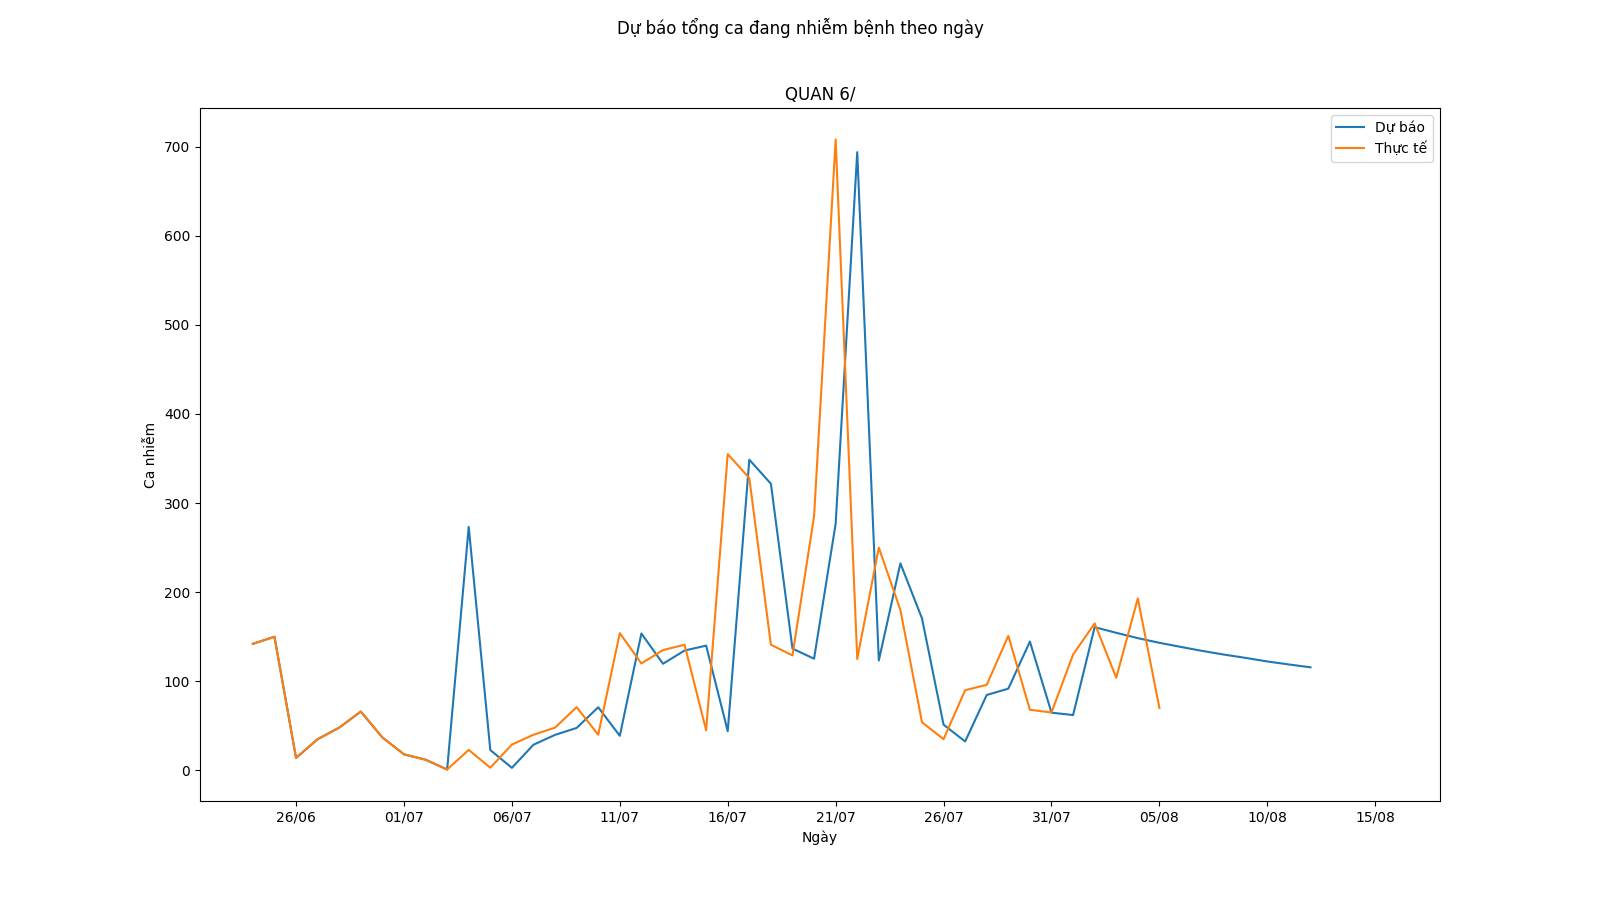 Dự báo tổng ca đang nhiễm bệnh theo ngày
QUAN 6/
Dự báo
Thực tế
700
600
500
400
300
200
100
0
Ca nhiễm
26/06 01/07 06/07 11/07 16/07 21/07 26/07 31/07 05/08 10/08 15/08
Ngày